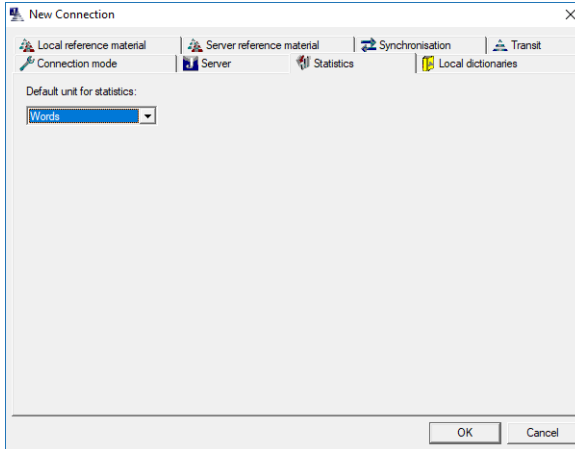 New Connection
Local reference material
Server reference material
Synchronisation
Transit
Connection mode
Server
Statistics
Local dictionaries
Default unit for statistics:
Words
OK
Cancel